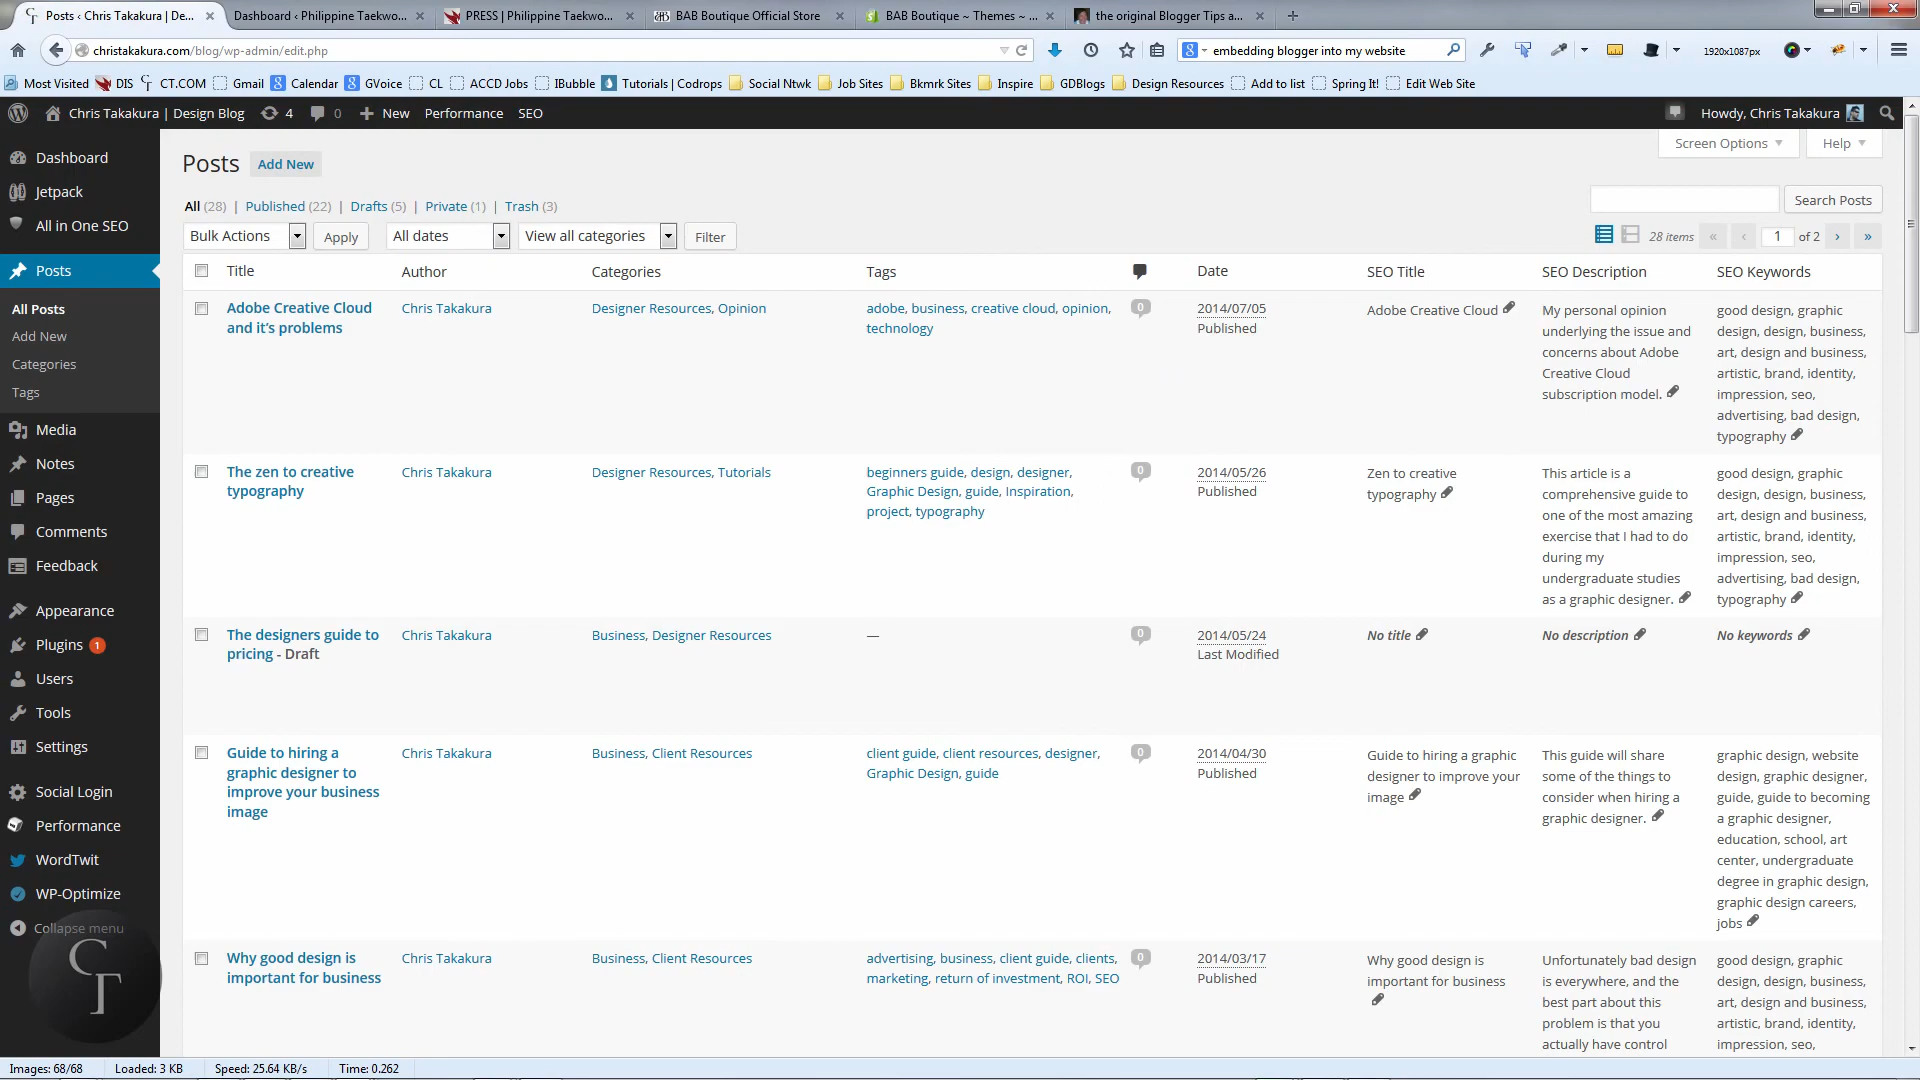 Posts ‹ Chris Takakura | De...
Dashboard ‹ Philippine Taekwo...
PRESS | Philippine Taekwo...
BAB Boutique Official Store
BAB Boutique ~ Themes ~ ...
the original Blogger Tips a...
christakakura.com/blog/wp-admin/edit.php
embedding blogger into my website
1920x1087px
Most Visited DIS CT.COM Gmail Calendar GVoice CL ACCD Jobs IBubble Tutorials | Codrops Social Ntwk Job Sites Bkmrk Sites Inspire GDBlogs Design Resources Add to list Spring It! Edit Web Site
Chris Takakura | Design Blog 4 0 New Performance SEO
Howdy, Chris Takakura
Dashboard
Jetpack
All in One SEO
Posts
All Posts
Add New
Categories
Tags
Media
Notes
Pages
Comments
Feedback
Appearance
Plugins 1
Users
Tools
Settings
Social Login
Performance
WordTwit
WP-Optimize
Collapse menu
CT
Screen Options Help
Posts Add New
All (28) | Published (22) | Drafts (5) | Private (1) | Trash (3)
Search Posts
Bulk Actions Apply All dates View all categories Filter
28 items « ‹ 1 of 2 › »
Title Author Categories Tags Date SEO Title SEO Description SEO Keywords
Adobe Creative Cloud
and it's problems
Chris Takakura
Designer Resources, Opinion
adobe, business, creative cloud, opinion,
technology
0
2014/07/05
Published
Adobe Creative Cloud
My personal opinion
underlying the issue and
concerns about Adobe
Creative Cloud
subscription model.
good design, graphic
design, design, business,
art, design and business,
artistic, brand, identity,
impression, seo,
advertising, bad design,
typography
The zen to creative
typography
Chris Takakura
Designer Resources, Tutorials
beginners guide, design, designer,
Graphic Design, guide, Inspiration,
project, typography
0
2014/05/26
Published
Zen to creative
typography
This article is a
comprehensive guide to
one of the most amazing
exercise that I had to do
during my
undergraduate studies
as a graphic designer.
good design, graphic
design, design, business,
art, design and business,
artistic, brand, identity,
impression, seo,
advertising, bad design,
typography
The designers guide to
pricing - Draft
Chris Takakura
Business, Designer Resources
—
0
2014/05/24
Last Modified
No title
No description
No keywords
Guide to hiring a
graphic designer to
improve your business
image
Chris Takakura
Business, Client Resources
client guide, client resources, designer,
Graphic Design, guide
0
2014/04/30
Published
Guide to hiring a graphic
designer to improve your
image
This guide will share
some of the things to
consider when hiring a
graphic designer.
graphic design, website
design, graphic designer,
guide, guide to becoming
a graphic designer,
education, school, art
center, undergraduate
degree in graphic design,
graphic design careers,
jobs
Why good design is
important for business
Chris Takakura
Business, Client Resources
advertising, business, client guide, clients,
marketing, return of investment, ROI, SEO
0
2014/03/17
Published
Why good design is
important for business
Unfortunately bad design
is everywhere, and the
best part about this
problem is that you
actually have control
good design, graphic
design, design, business,
art, design and business,
artistic, brand, identity,
impression, seo,
Images: 68/68 Loaded: 3 KB Speed: 25.64 KB/s Time: 0.262